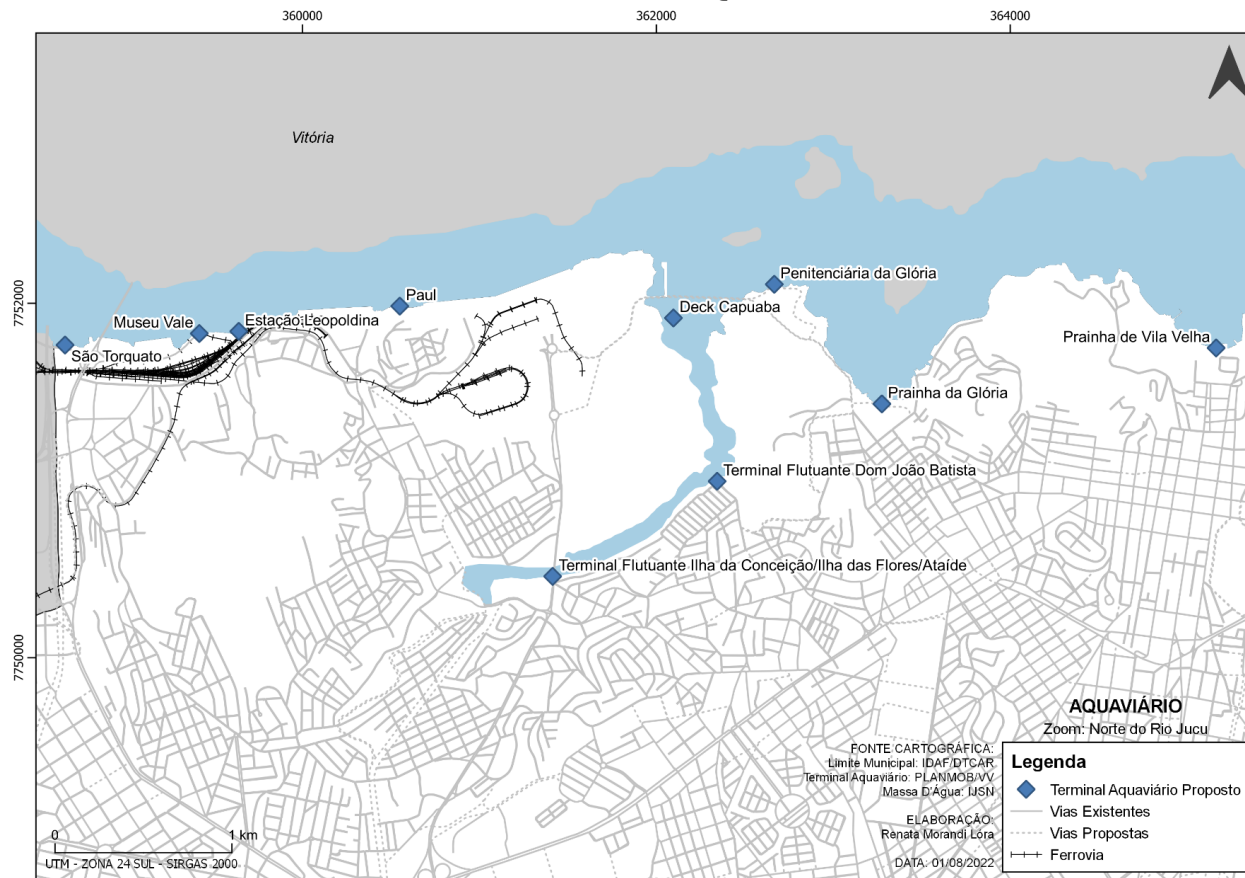 360000
362000
364000
Vitória
7752000
7750000
Penitenciária da Glória
Paul
Deck Capuaba
Museu Vale
Estação Leopoldina
Prainha de Vila Velha
São Torquato
Prainha da Glória
Terminal Flutuante Dom João Batista
Terminal Flutuante Ilha da Conceição/Ilha das Flores/Ataíde
AQUAVIÁRIO
Zoom: Norte do Rio Jucu
FONTE CARTOGRÁFICA:
Limite Municipal: IDAF/DTCAR
Terminal Aquaviário: PLANMOB/VV
Massa D'Água: IJSN
ELABORAÇÃO:
Renata Morandi Lóra
DATA: 01/08/2022
Legenda
Terminal Aquaviário Proposto
Vias Existentes
Vias Propostas
Ferrovia
0 1 km
UTM - ZONA 24 SUL - SIRGAS 2000